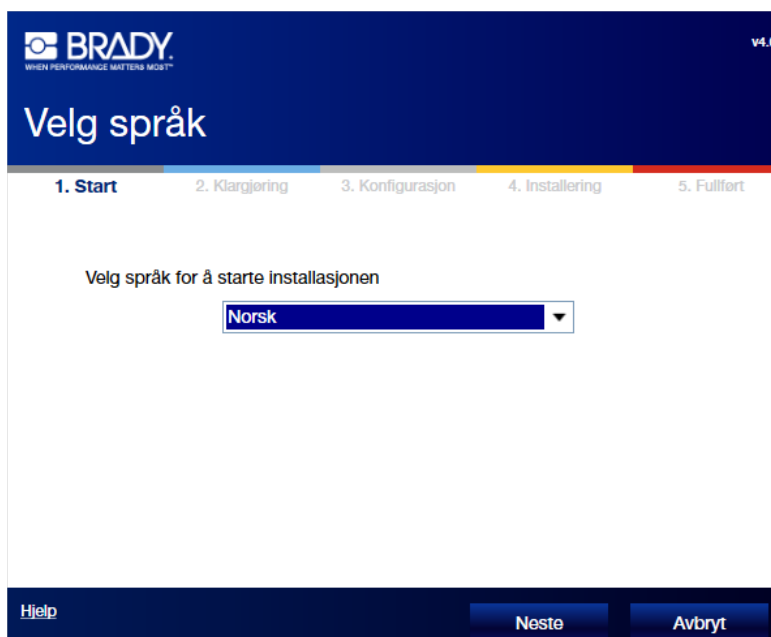 BRADY.
WHEN PERFORMANCE MATTERS MOST™
Velg språk
1. Start 2. Klargjøring 3. Konfigurasjon 4. Installering 5. Fullført
Velg språk for å starte installasjonen
Norsk
Hjelp Neste Avbryt